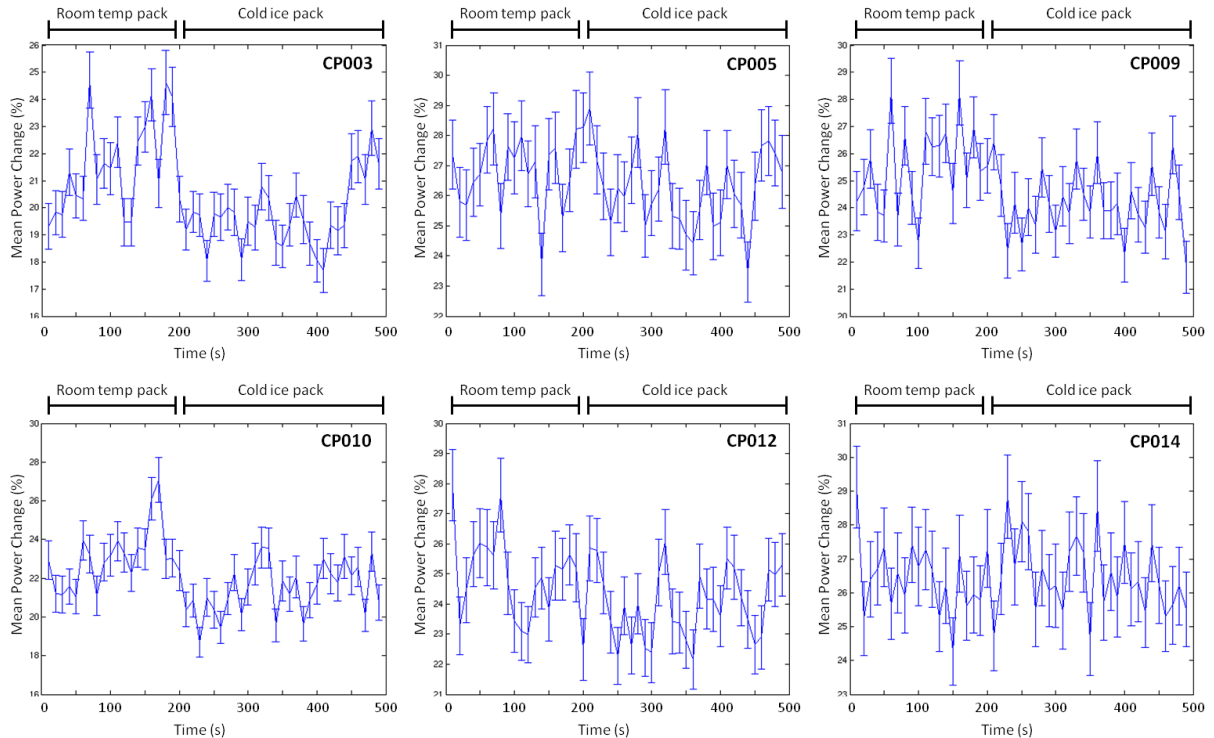 Room temp pack Cold ice pack
CP003
Mean Power Change (%)
26
25
24
23
22
21
20
19
18
17
16
0 100 200 300 400 500
Time (s)
Room temp pack Cold ice pack
CP005
Mean Power Change (%)
31
30
29
28
27
26
25
24
23
22
0 100 200 300 400 500
Time (s)
Room temp pack Cold ice pack
CP009
Mean Power Change (%)
30
29
28
27
26
25
24
23
22
21
20
0 100 200 300 400 500
Time (s)
Room temp pack Cold ice pack
CP010
Mean Power Change (%)
30
28
26
24
22
20
18
16
0 100 200 300 400 500
Time (s)
Room temp pack Cold ice pack
CP012
Mean Power Change (%)
30
29
28
27
26
25
24
23
22
21
0 100 200 300 400 500
Time (s)
Room temp pack Cold ice pack
CP014
Mean Power Change (%)
31
30
29
28
27
26
25
24
23
0 100 200 300 400 500
Time (s)